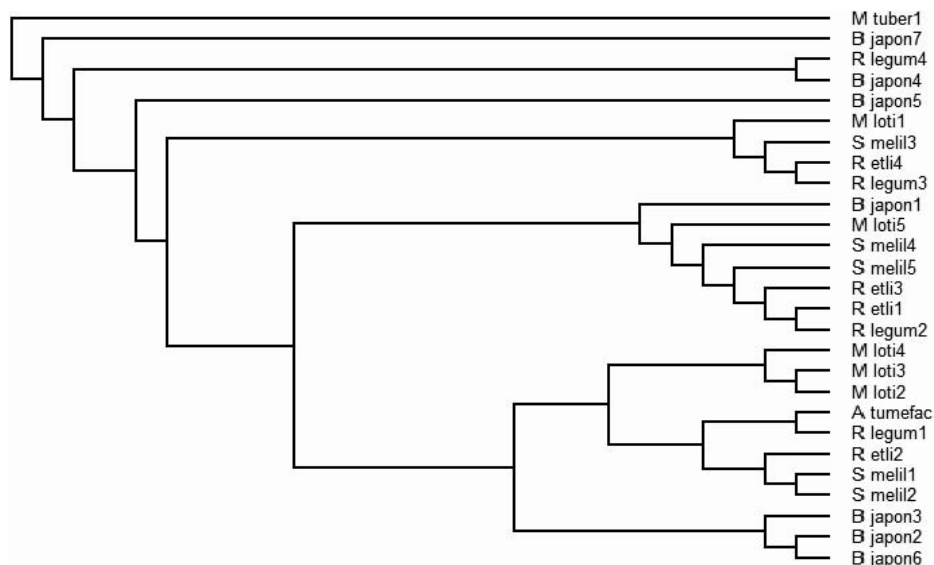 M tuber1
B japon7
R legum4
B japon4
B japon5
M loti1
S melil3
R etli4
R legum3
B japon1
M loti5
S melil4
S melil5
R etli3
R etli1
R legum2
M loti4
M loti3
M loti2
A tumefac
R legum1
R etli2
S melil1
S melil2
B japon3
B japon2
B japon6